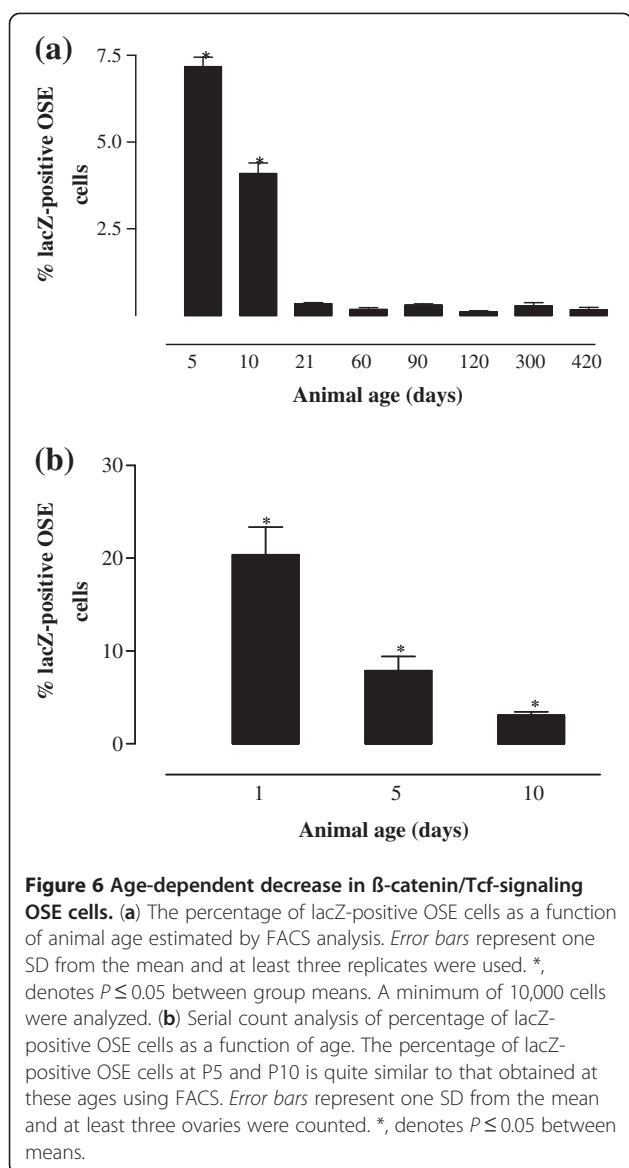 (a)
7.5
5.0
2.5
% lacZ-positive OSE
cells
* *
5 10 21 60 90 120 300 420
Animal age (days)
(b)
30
20
10
0
% lacZ-positive OSE
cells
* * *
1 5 10
Animal age (days)
Figure 6 Age-dependent decrease in ß-catenin/Tcf-signaling
OSE cells. (a) The percentage of lacZ-positive OSE cells as a function
of animal age estimated by FACS analysis. Error bars represent one
SD from the mean and at least three replicates were used. *,
denotes P ≤ 0.05 between group means. A minimum of 10,000 cells
were analyzed. (b) Serial count analysis of percentage of lacZ-
positive OSE cells as a function of age. The percentage of lacZ-
positive OSE cells at P5 and P10 is quite similar to that obtained at
these ages using FACS. Error bars represent one SD from the mean
and at least three ovaries were counted. *, denotes P ≤ 0.05 between
means.